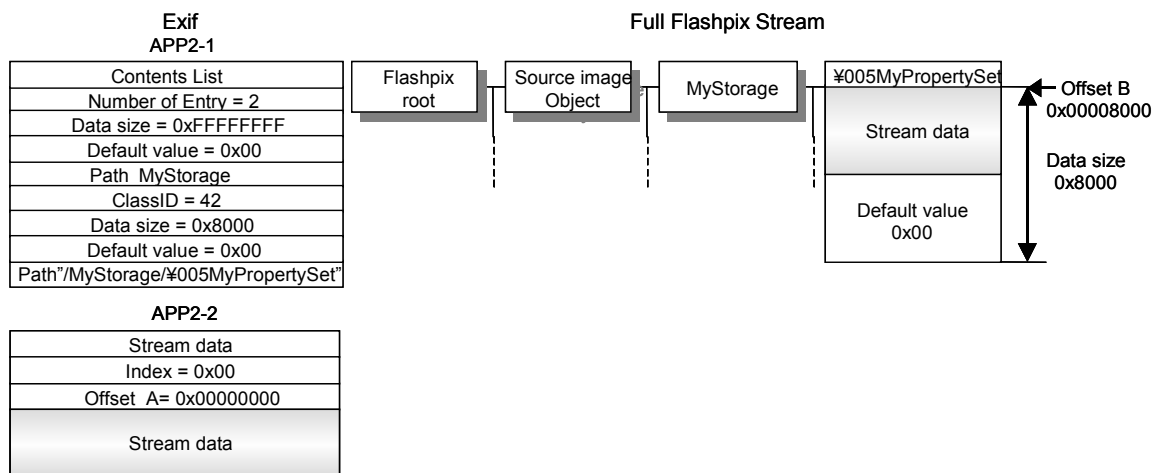 Exif
APP2-1
Contents List
Number of Entry = 2
Data size = 0xFFFFFFFF
Default value = 0x00
Path MyStorage
ClassID = 42
Data size = 0x8000
Default value = 0x00
Path"/MyStorage/¥005MyPropertySet"
APP2-2
Stream data
Index = 0x00
Offset A= 0x00000000
Stream data
Full Flashpix Stream
Flashpix
root
Source image
Object
MyStorage
¥005MyPropertySet
Stream data
Default value
0x00
Offset B
0x00008000
Data size
0x8000